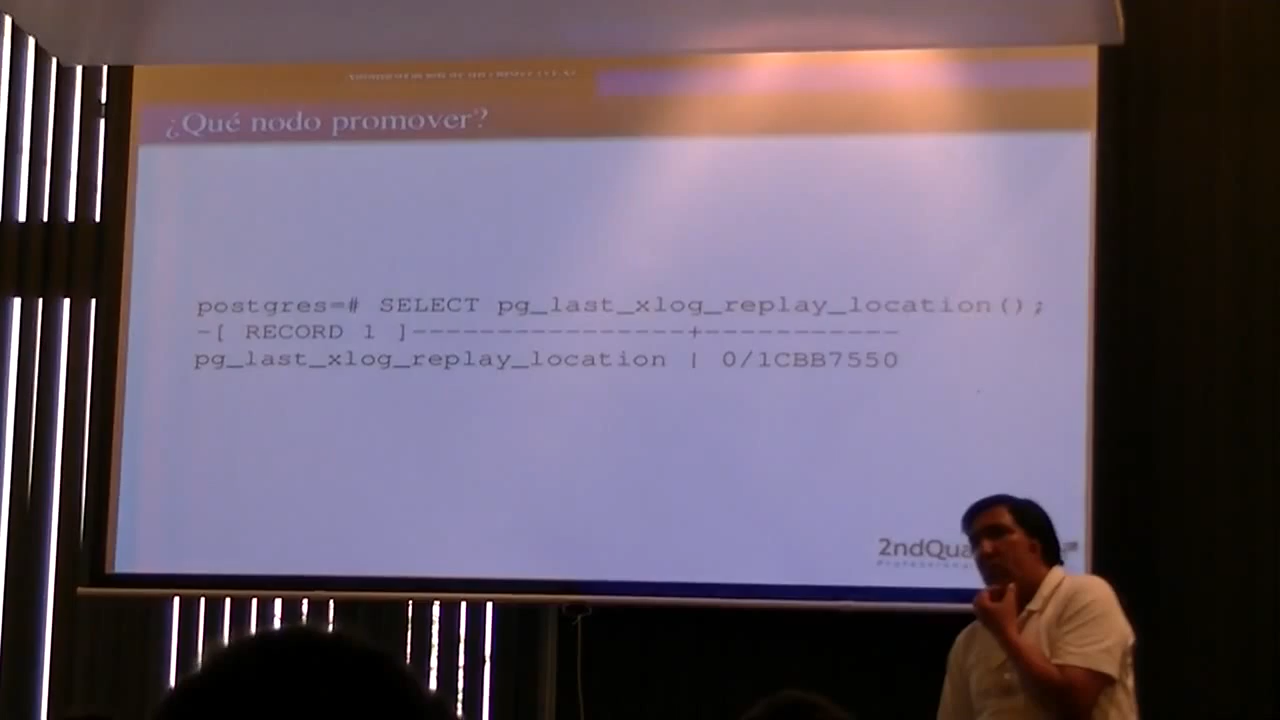 ¿Qué nodo promover?
postgres=# SELECT pg_last_xlog_replay_location();
-[ RECORD 1 ]----------------+-----------
pg_last_xlog_replay_location | 0/1CBB7550
2ndQua